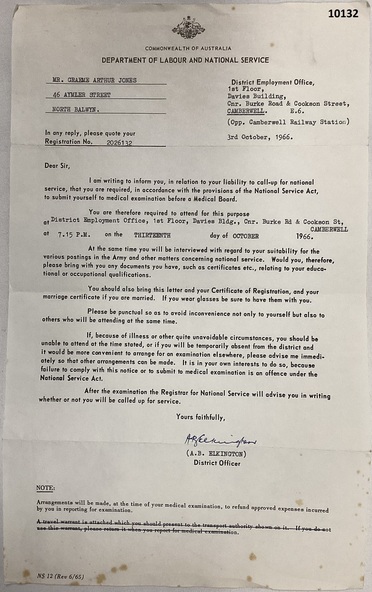 10132
COMMONWEALTH OF AUSTRALIA
DEPARTMENT OF LABOUR AND NATIONAL SERVICE
MR. GRAEME ARTHUR JONES
46 AYMLER STREET
NORTH BALWYN.
District Employment Office,
1st Floor,
Davies Building,
Cnr. Burke Road & Cookson Street,
CAMBERWELL. E.6.
(Opp. Camberwell Railway Station)
In any reply, please quote your
Registration No. 2026132
3rd October, 1966.
Dear Sir,
I am writing to inform you, in relation to your liability to call-up for national
service, that you are required, in accordance with the provisions of the National Service Act,
to submit yourself to medical examination before a Medical Board.
You are therefore required to attend for this purpose
at District Employment Office, 1st Floor, Davies Bldg., Cnr. Burke Rd & Cookson St,
CAMBERWELL
at 7.15 P.M. on the THIRTEENTH day of OCTOBER 1966.
At the same time you will be interviewed with regard to your suitability for the
various postings in the Army and other matters concerning national service. Would you, therefore,
please bring with you any documents you have, such as certificates etc., relating to your educa-
tional or occupational qualifications.
You should also bring this letter and your Certificate of Registration, and your
marriage certificate if you are married. If you wear glasses be sure to have them with you.
Please be punctual so as to avoid inconvenience not only to yourself but also to
others who will be attending at the same time.
If, because of illness or other quite unavoidable circumstances, you should be
unable to attend at the time stated, or if you will be temporarily absent from the district and
it would be more convenient to arrange for an examination elsewhere, please advise me immedi-
ately so that other arrangements can be made. It is in your own interests to do so, because
failure to comply with this notice or to submit to medical examination is an offence under the
National Service Act.
After the examination the Registrar for National Service will advise you in writing
whether or not you will be called up for service.
Yours faithfully,
A B Elkington
(A.B. ELKINGTON)
District Officer
NOTE:
Arrangements will be made, at the time of your medical examination, to refund approved expenses incurred
by you in reporting for examination.
A travel warrant is attached which you should present to the transport authority shown on it. If you do not
use this warrant, please return it when you report for medical examination.
NS 12 (Rev 6/65)